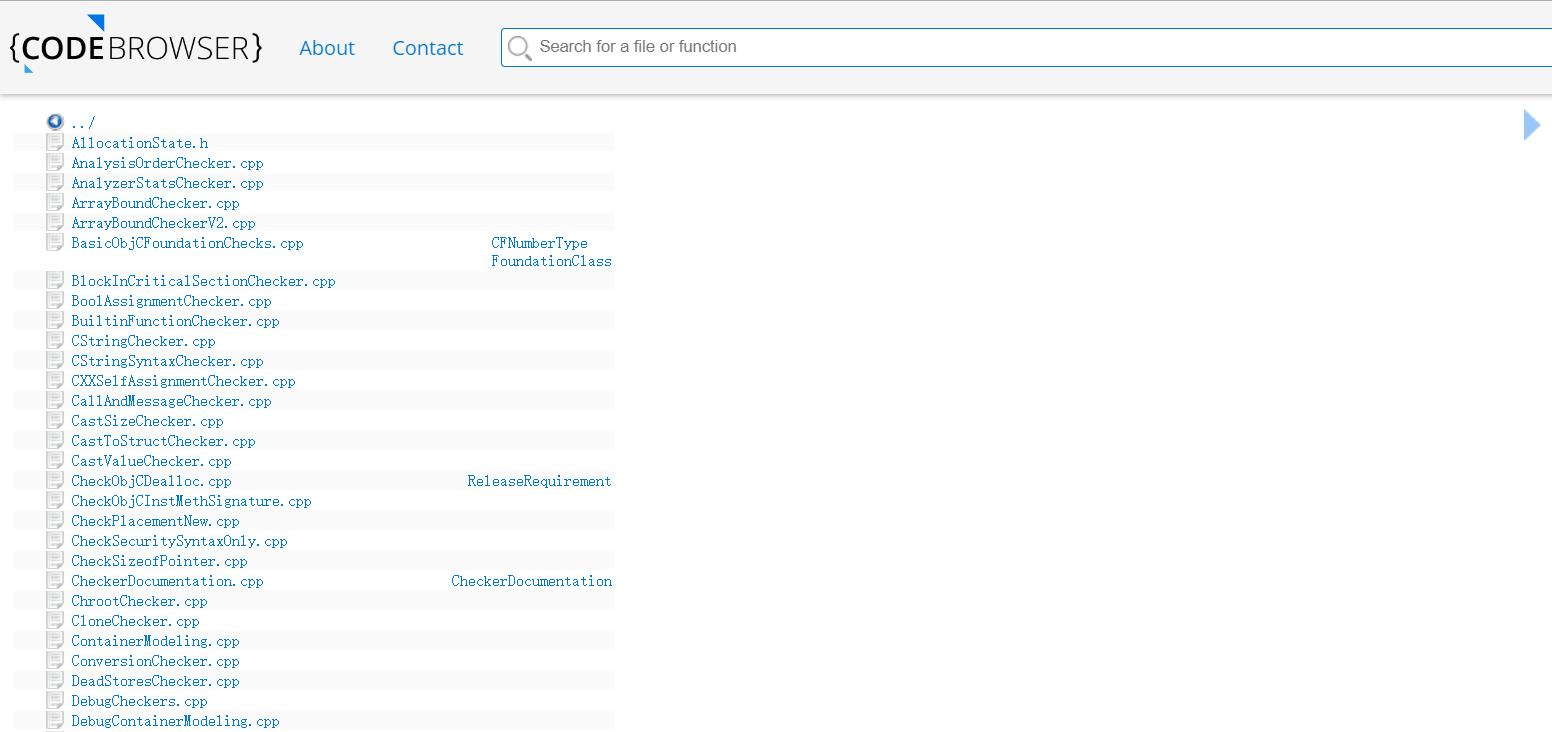 {CODEBROWSER} About Contact Search for a file or function
../
AllocationState.h
AnalysisOrderChecker.cpp
AnalyzerStatsChecker.cpp
ArrayBoundChecker.cpp
ArrayBoundCheckerV2.cpp
BasicObjCFoundationChecks.cpp CFNumberType
FoundationClass
BlockInCriticalSectionChecker.cpp
BoolAssignmentChecker.cpp
BuiltinFunctionChecker.cpp
CStringChecker.cpp
CStringSyntaxChecker.cpp
CXXSelfAssignmentChecker.cpp
CallAndMessageChecker.cpp
CastSizeChecker.cpp
CastToStructChecker.cpp
CastValueChecker.cpp
CheckObjCDealloc.cpp ReleaseRequirement
CheckObjCInstMethSignature.cpp
CheckPlacementNew.cpp
CheckSecuritySyntaxOnly.cpp
CheckSizeofPointer.cpp
CheckerDocumentation.cpp CheckerDocumentation
ChrootChecker.cpp
CloneChecker.cpp
ContainerModeling.cpp
ConversionChecker.cpp
DeadStoresChecker.cpp
DebugCheckers.cpp
DebugContainerModeling.cpp